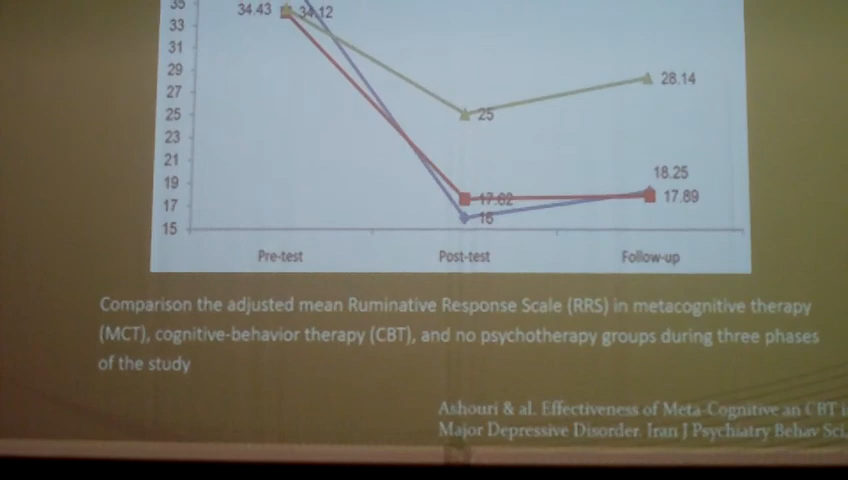 35
34.43 34.12
33
31
29
28.14
27
25 25
23
21
19
18.25
17.62
17.89
17
16
15
Pre-test Post-test Follow-up
Comparison the adjusted mean Ruminative Response Scale (RRS) in metacognitive therapy
(MCT), cognitive-behavior therapy (CBT), and no psychotherapy groups during three phases
of the study
Ashouri & al. Effectiveness of Meta-Cognitive an CBT i
Major Depressive Disorder. Iran J Psychiatry Behav Sci.